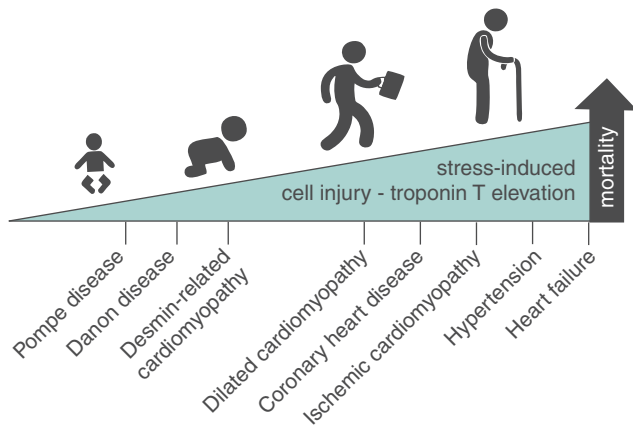 stress-induced
cell injury - troponin T elevation
mortality
Pompe disease
Danon disease
Desmin-related
cardiomyopathy
Dilated cardiomyopathy
Coronary heart disease
Ischemic cardiomyopathy
Hypertension
Heart failure